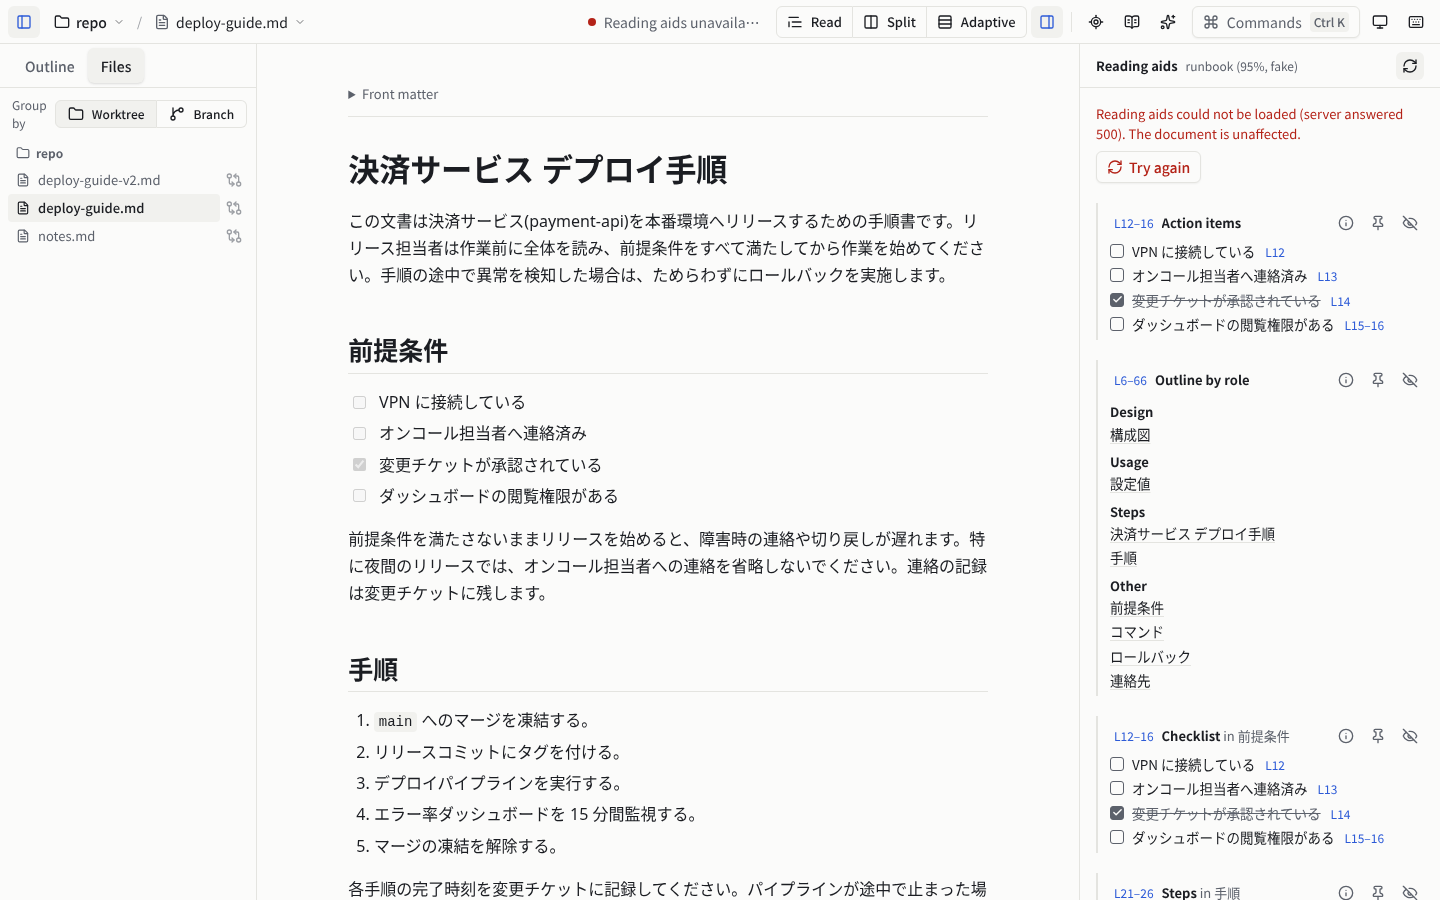 repo / deploy-guide.md
Reading aids unavaila…
Read
Split
Adaptive
Commands Ctrl K
Outline
Files
Group by
Worktree
Branch
repo
deploy-guide-v2.md
deploy-guide.md
notes.md
Front matter
決済サービス デプロイ手順
この文書は決済サービス(payment-api)を本番環境へリリースするための手順書です。リ
リース担当者は作業前に全体を読み、前提条件をすべて満たしてから作業を始めてくださ
い。手順の途中で異常を検知した場合は、ためらわずにロールバックを実施します。
前提条件
VPN に接続している
オンコール担当者へ連絡済み
変更チケットが承認されている
ダッシュボードの閲覧権限がある
前提条件を満たさないままリリースを始めると、障害時の連絡や切り戻しが遅れます。特
に夜間のリリースでは、オンコール担当者への連絡を省略しないでください。連絡の記録
は変更チケットに残します。
手順
1. main へのマージを凍結する。
2. リリースコミットにタグを付ける。
3. デプロイパイプラインを実行する。
4. エラー率ダッシュボードを 15 分間監視する。
5. マージの凍結を解除する。
各手順の完了時刻を変更チケットに記録してください。パイプラインが途中で止まった場
Reading aids runbook (95%, fake)
Reading aids could not be loaded (server answered
500). The document is unaffected.
Try again
L12–16 Action items
VPN に接続している L12
オンコール担当者へ連絡済み L13
変更チケットが承認されている L14
ダッシュボードの閲覧権限がある L15–16
L6–66 Outline by role
Design
構成図
Usage
設定値
Steps
決済サービス デプロイ手順
手順
Other
前提条件
コマンド
ロールバック
連絡先
L12–16 Checklist in 前提条件
VPN に接続している L12
オンコール担当者へ連絡済み L13
変更チケットが承認されている L14
ダッシュボードの閲覧権限がある L15–16
L21–26 Steps in 手順